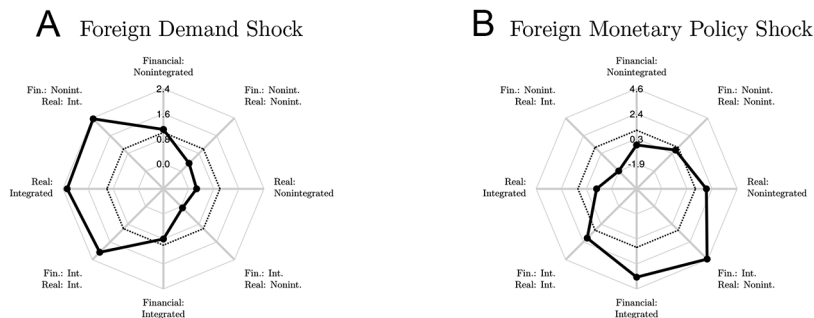 A Foreign Demand Shock
Financial:
Nonintegrated
Fin.: Nonint.
Real: Int.
Fin.: Nonint.
Real: Nonint.
2.4
1.6
0.8
0.0
Real:
Integrated
Real:
Nonintegrated
Fin.: Int.
Real: Int.
Fin.: Int.
Real: Nonint.
Financial:
Integrated
B Foreign Monetary Policy Shock
Financial:
Nonintegrated
Fin.: Nonint.
Real: Int.
Fin.: Nonint.
Real: Nonint.
4.6
2.4
0.3
-1.9
Real:
Integrated
Real:
Nonintegrated
Fin.: Int.
Real: Int.
Fin.: Int.
Real: Nonint.
Financial:
Integrated